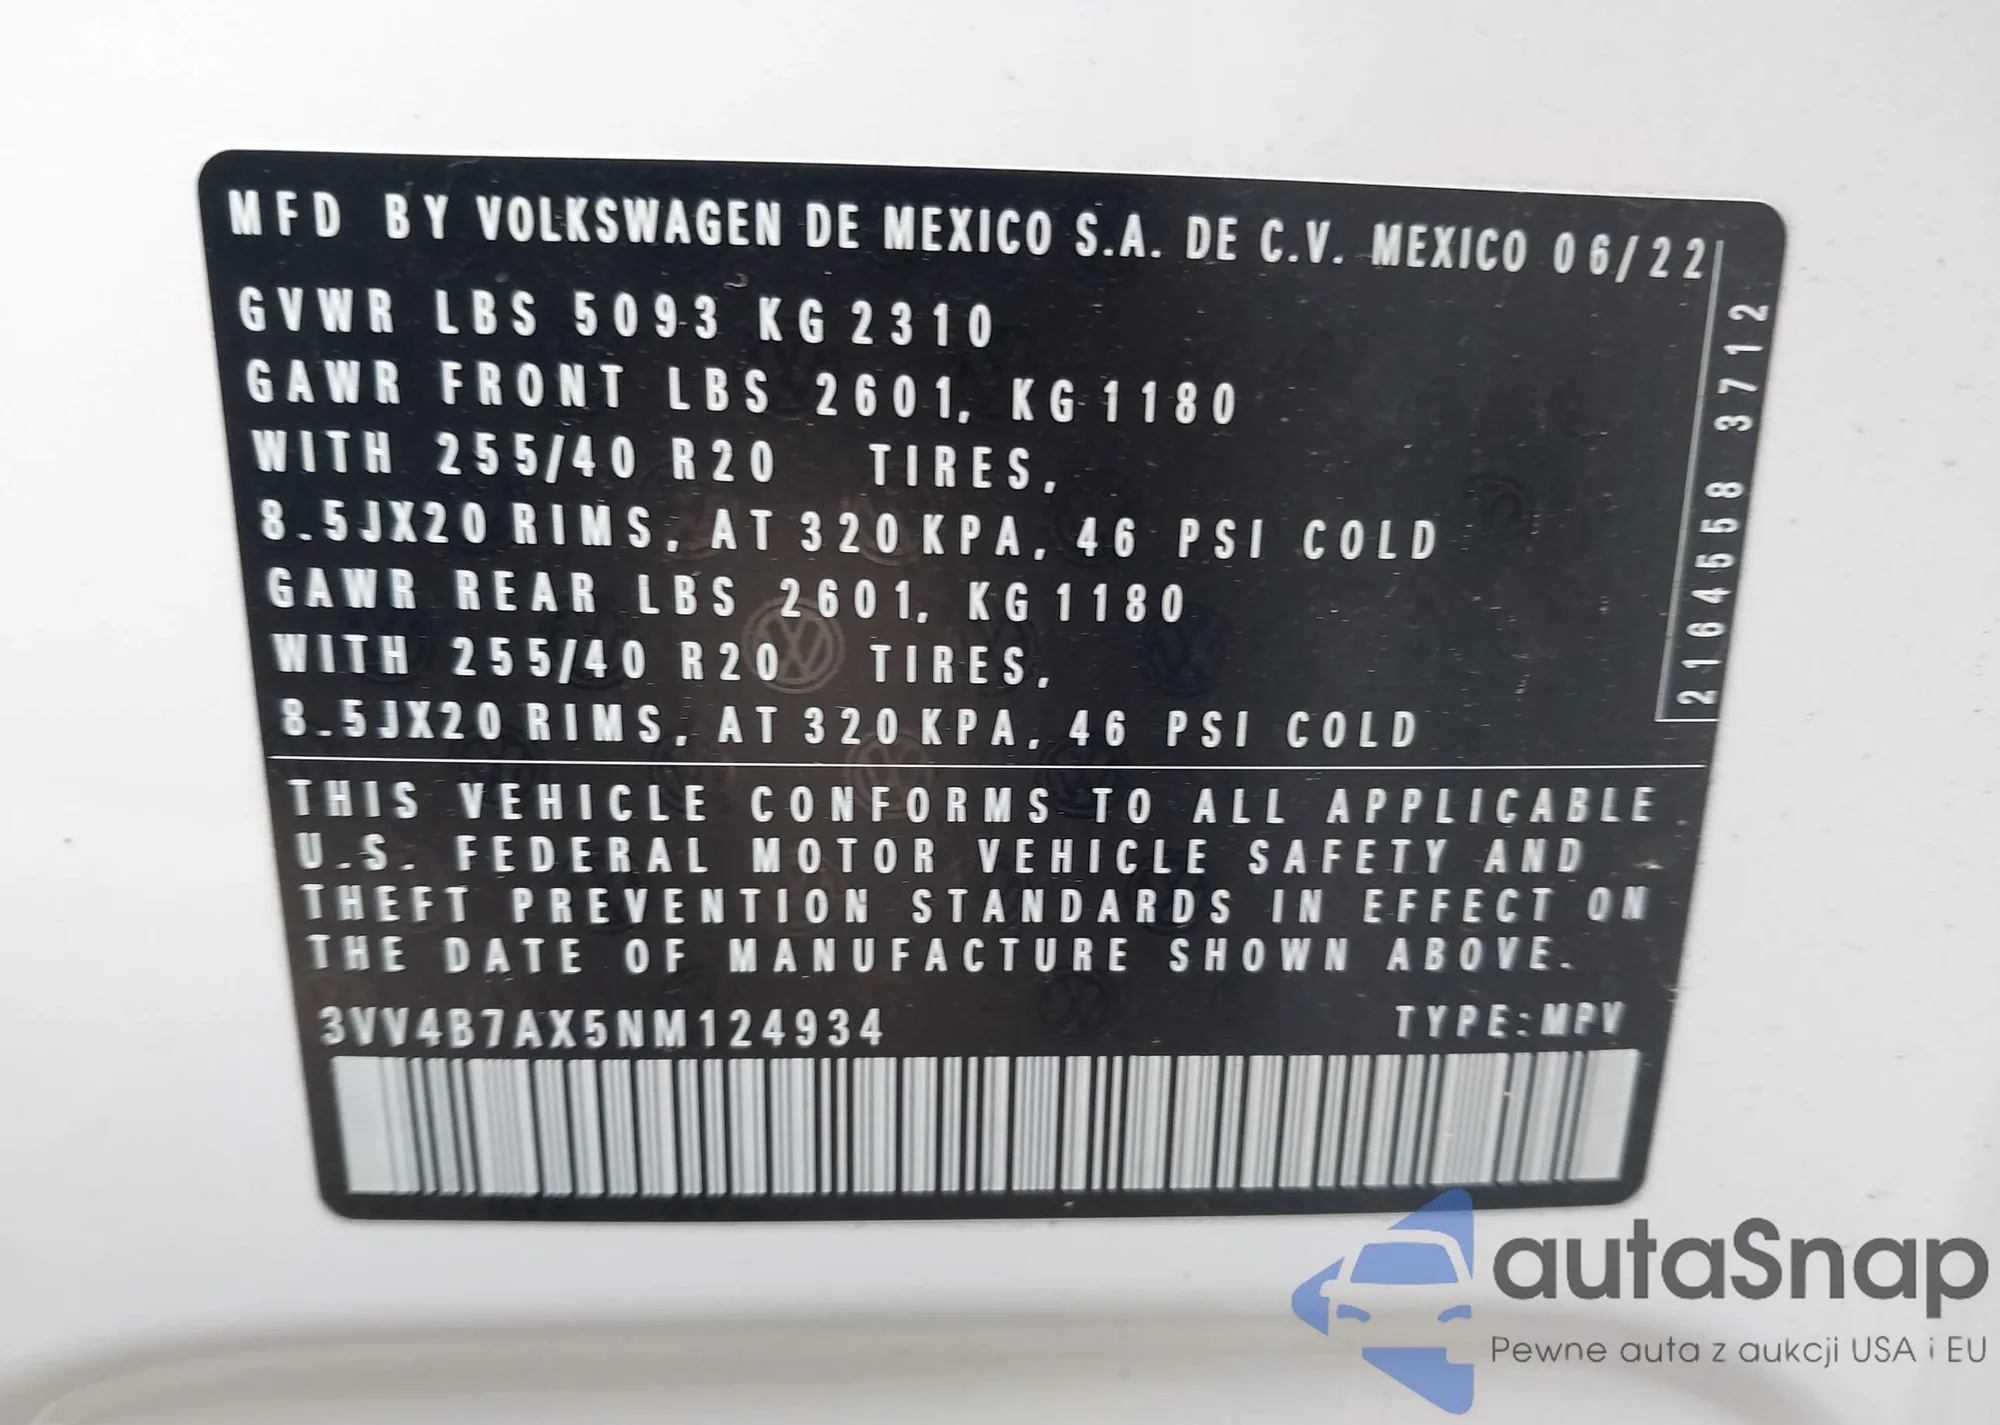 MFD BY VOLKSWAGEN DE MEXICO S.A. DE C.V. MEXICO 06/22
GVWR LBS 5093 KG 2310
GAWR FRONT LBS 2601, KG 1180
WITH 255/40 R20 TIRES,
8.5JX20 RIMS, AT 320 KPA, 46 PSI COLD
GAWR REAR LBS 2601, KG 1180
WITH 255/40 R20 TIRES,
8.5JX20 RIMS, AT 320 KPA, 46 PSI COLD
216 4558 3712
THIS VEHICLE CONFORMS TO ALL APPLICABLE
U.S. FEDERAL MOTOR VEHICLE SAFETY AND
THEFT PREVENTION STANDARDS IN EFFECT ON
THE DATE OF MANUFACTURE SHOWN ABOVE.
3VV4B7AX5NM124934 TYPE:MPV
autaSnap
Pewne auta z aukcji USA i EU